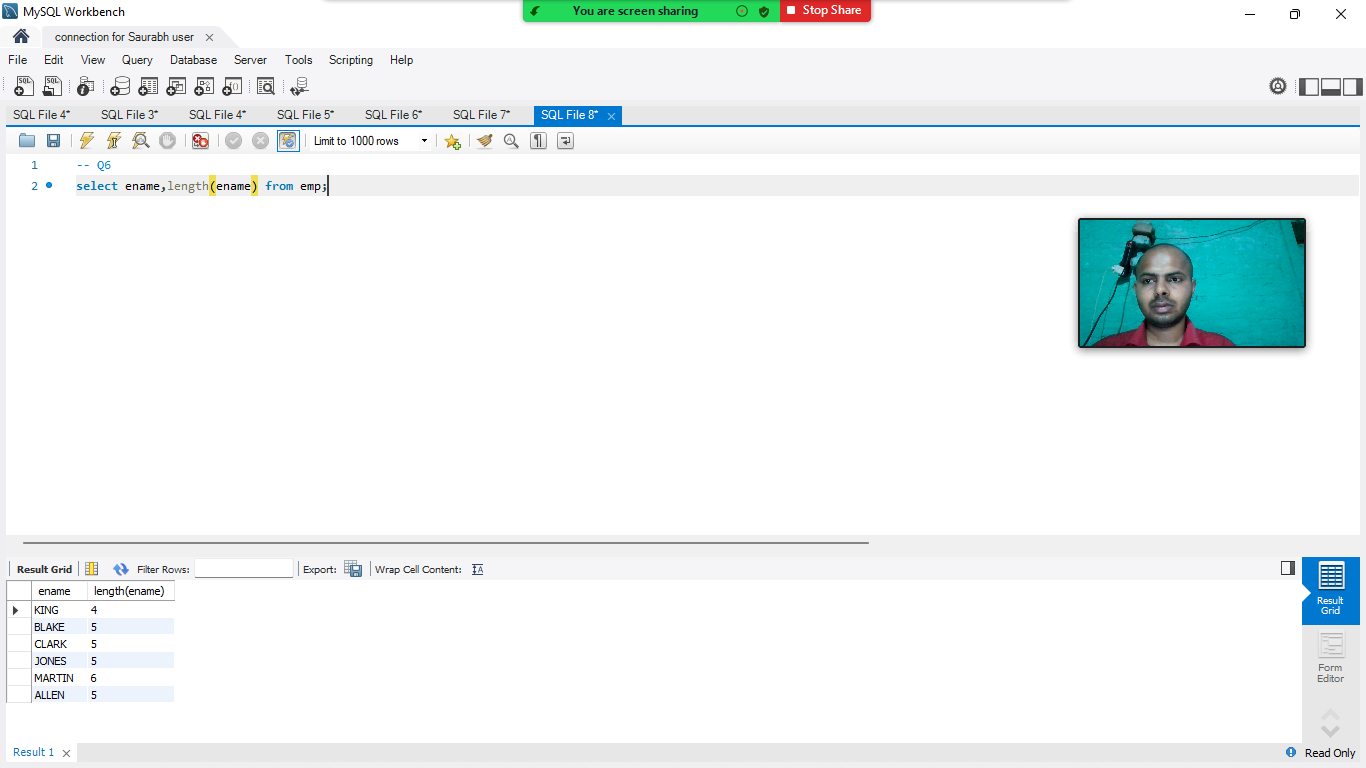 MySQL Workbench
You are screen sharing
Stop Share
connection for Saurabh user
File Edit View Query Database Server Tools Scripting Help
SQL File 4* SQL File 3* SQL File 4* SQL File 5* SQL File 6* SQL File 7* SQL File 8*
Limit to 1000 rows
1 -- Q6
2 select ename,length(ename) from emp;
Result Grid Filter Rows: Export: Wrap Cell Content:
ename length(ename)
KING 4
BLAKE 5
CLARK 5
JONES 5
MARTIN 6
ALLEN 5
Result
Grid
Form
Editor
Result 1
Read Only